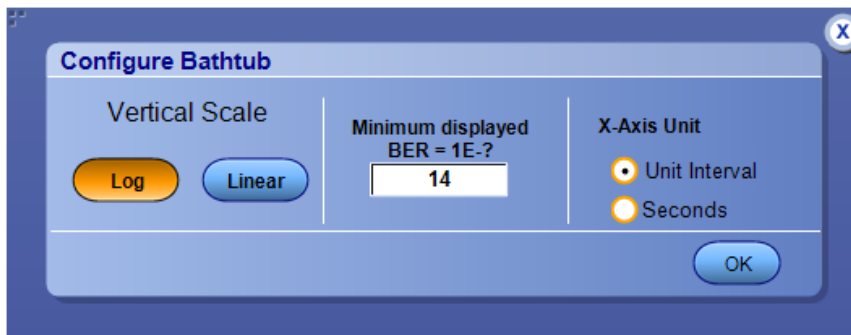 X
Configure Bathtub
Vertical Scale
Log
Linear
Minimum displayed
BER = 1E-?
14
X-Axis Unit
Unit Interval
Seconds
OK